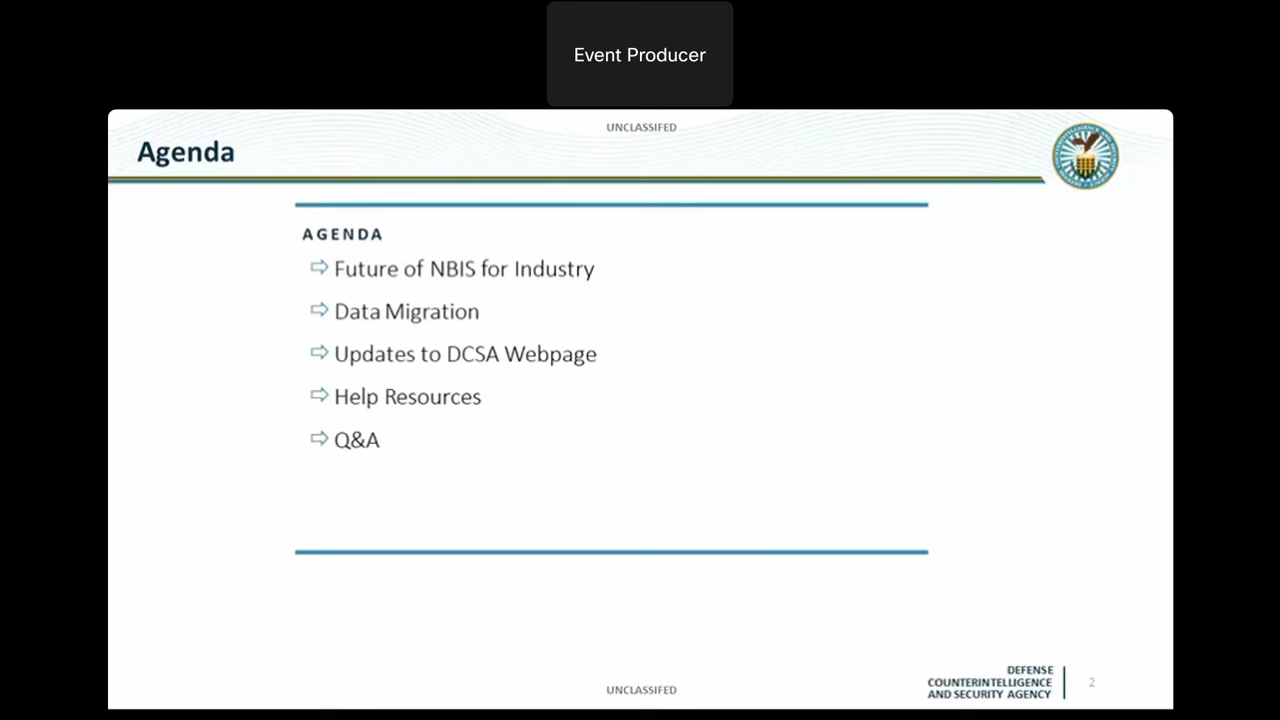 Event Producer
UNCLASSIFED
Agenda
AGENDA
Future of NBIS for Industry
Data Migration
Updates to DCSA Webpage
Help Resources
Q&A
UNCLASSIFED
DEFENSE
COUNTERINTELLIGENCE
AND SECURITY AGENCY
2